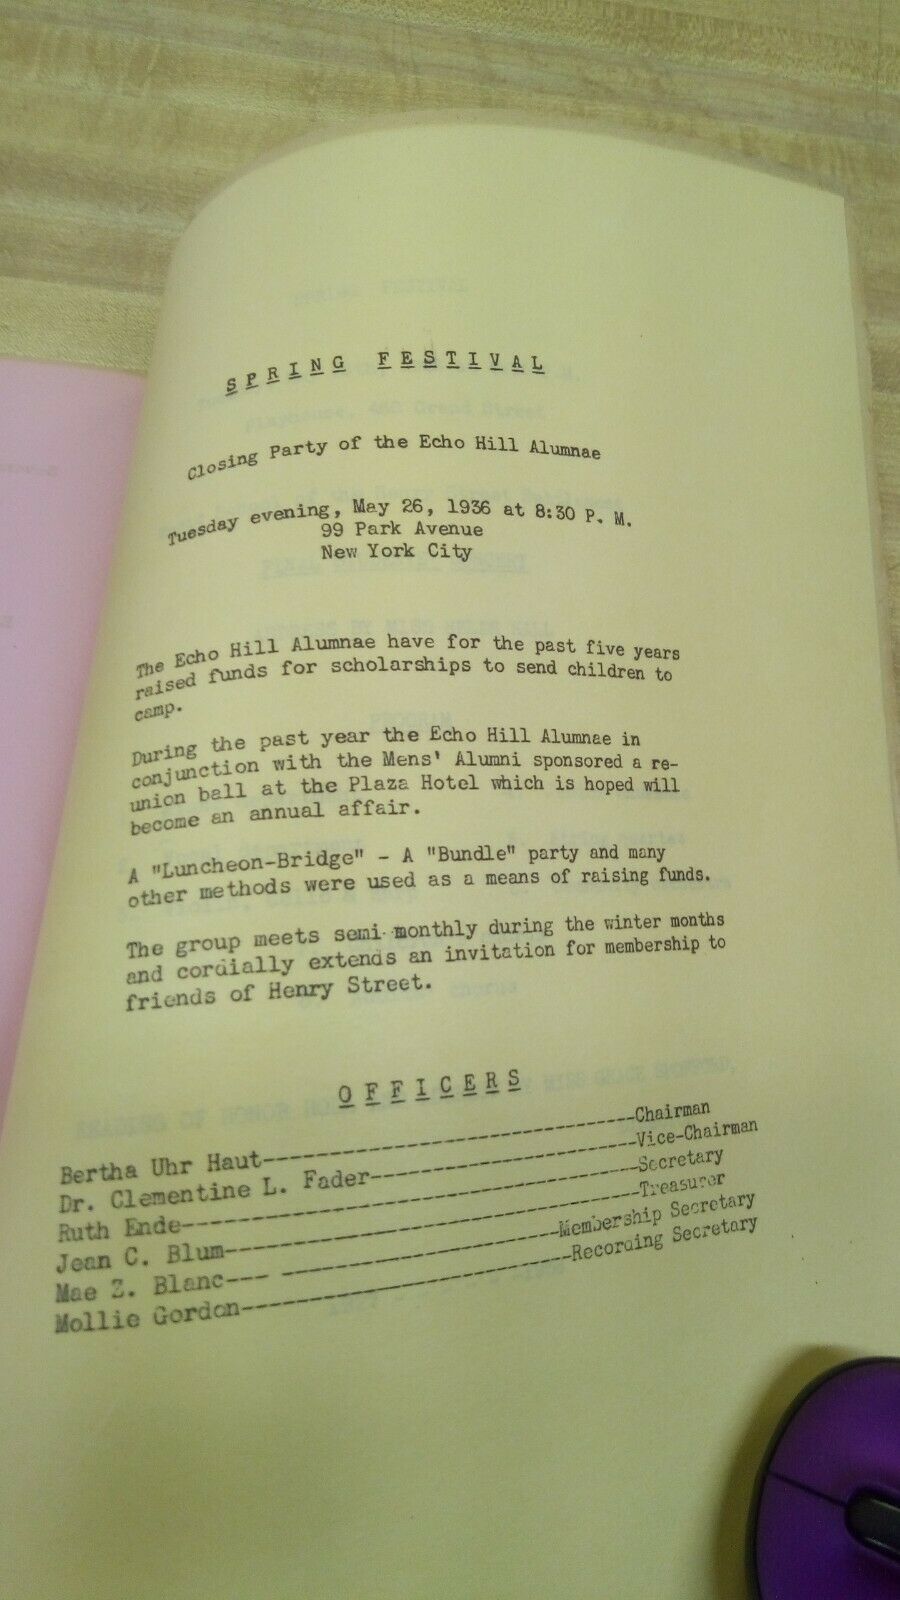 SPRING FESTIVAL
Closing Party of the Echo Hill Alumnae
Tuesday evening, May 26, 1936 at 8:30 P. M.
99 Park Avenue
New York City
The Echo Hill Alumnae have for the past five years
raised funds for scholarships to send children to
camp.
During the past year the Echo Hill Alumnae in
conjunction with the Mens' Alumni sponsored a re-
union ball at the Plaza Hotel which is hoped will
become an annual affair.
A "Luncheon-Bridge" - A "Bundle" party and many
other methods were used as a means of raising funds.
The group meets semi-monthly during the winter months
and cordially extends an invitation for membership to
friends of Henry Street.
OFFICERS
Bertha Uhr Haut------------------------------Chairman
Dr. Clementine L. Fader----------------------Vice-Chairman
Ruth Ende------------------------------------Secretary
Jean C. Blum---------------------------------Treasurer
Mae Z. Blanc--- ----------------------Membership Secretary
Mollie Gordon---------------------------Recording Secretary